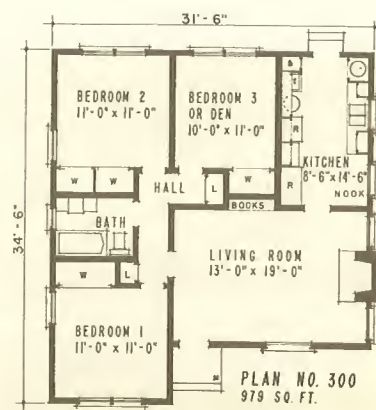 31'-6"
34'-6"
BEDROOM 2
11'-0" x 11'-0"
BEDROOM 3
OR DEN
10'-0" x 11'-0"
R
KITCHEN
8'-6" x 14'-6"
NOOK
R
W
W
HALL
L
W
BOOKS
BATH
W
L
LIVING ROOM
13'-0" x 19'-0"
BEDROOM 1
11'-0" x 11'-0"
PLAN NO. 300
979 SQ. FT.